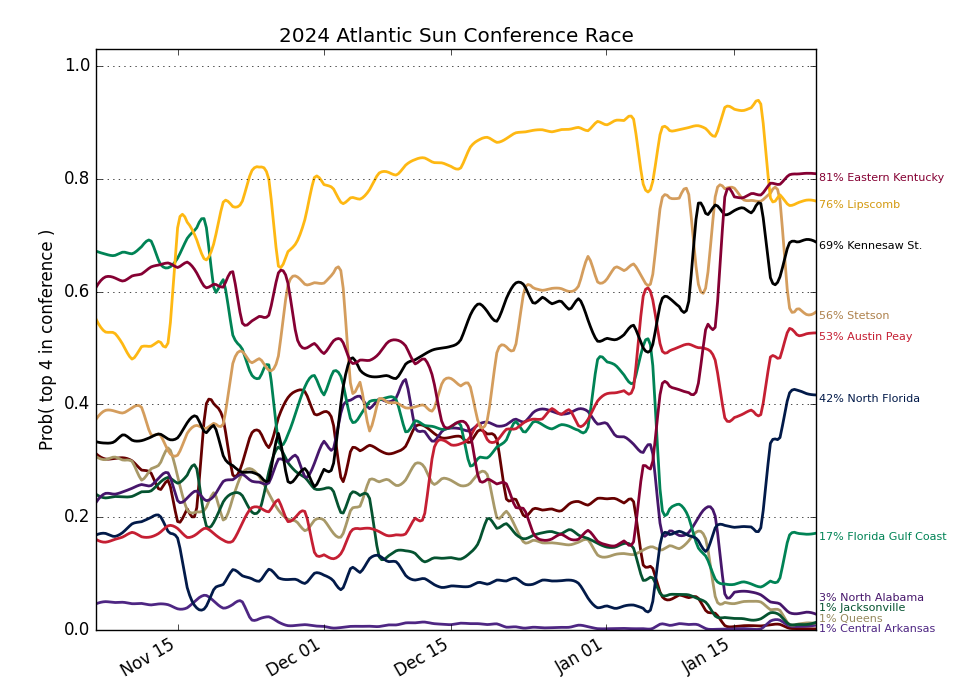 2024 Atlantic Sun Conference Race
Prob( top 4 in conference )
1.0
0.8
0.6
0.4
0.2
0.0
Nov 15
Dec 01
Dec 15
Jan 01
Jan 15
81% Eastern Kentucky
76% Lipscomb
69% Kennesaw St.
56% Stetson
53% Austin Peay
42% North Florida
17% Florida Gulf Coast
3% North Alabama
1% Jacksonville
1% Queens
1% Central Arkansas